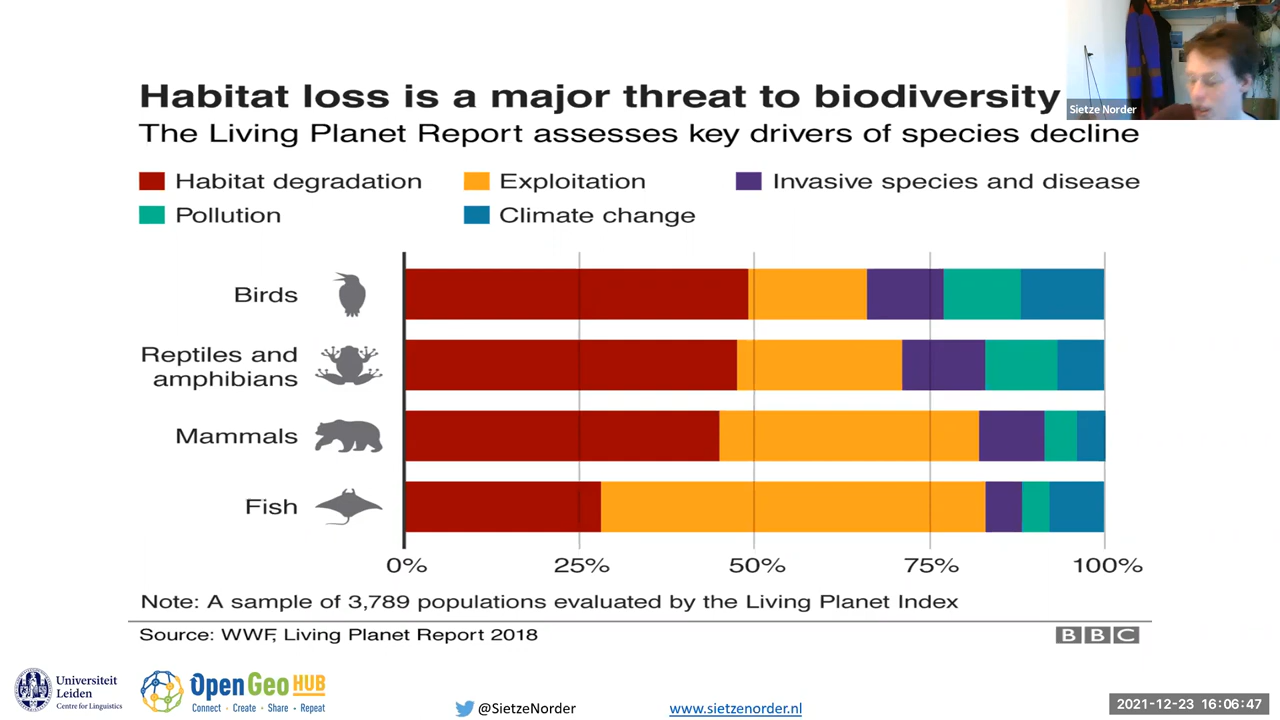 Sietze Norder
Habitat loss is a major threat to biodiversity
The Living Planet Report assesses key drivers of species decline
Habitat degradation
Exploitation
Invasive species and disease
Pollution
Climate change
Birds
Reptiles and
amphibians
Mammals
Fish
0% 25% 50% 75% 100%
Note: A sample of 3,789 populations evaluated by the Living Planet Index
Source: WWF, Living Planet Report 2018
BBC
Universiteit
Leiden
Centre for Linguistics
OpenGeoHUB
Connect · Create · Share · Repeat
@SietzeNorder
www.sietzenorder.nl
2021-12-23 16:06:47